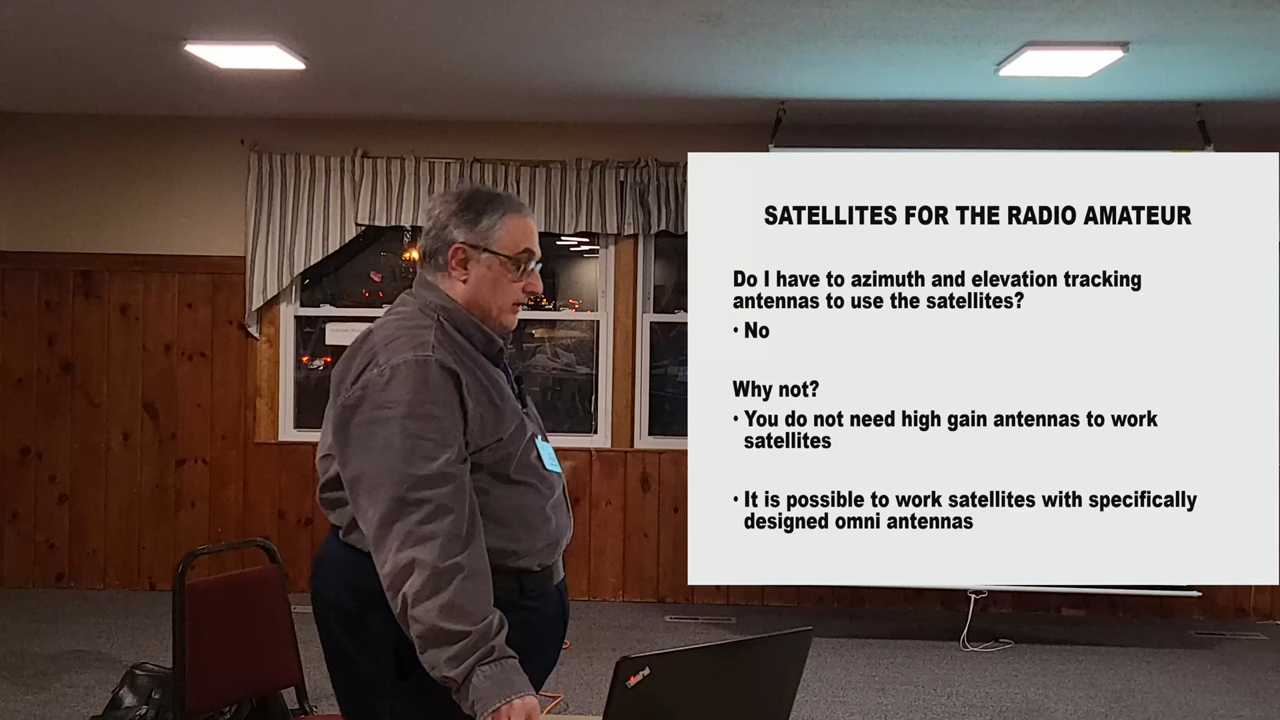 SATELLITES FOR THE RADIO AMATEUR
Do I have to azimuth and elevation tracking
antennas to use the satellites?
• No
Why not?
• You do not need high gain antennas to work
satellites
• It is possible to work satellites with specifically
designed omni antennas
ThinkPad